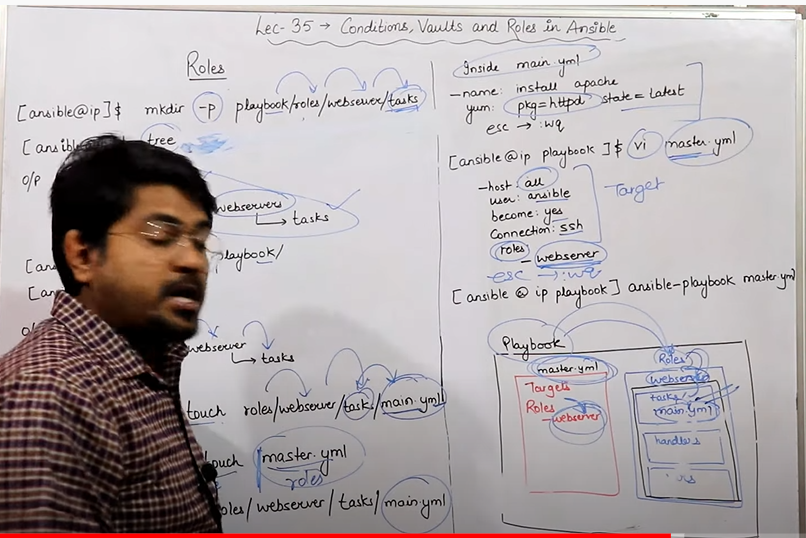 Lec-35 → Conditions, Vaults and Roles in Ansible
Roles
[ansible@ip]$ mkdir -p playbook/roles/webserver/tasks
tree
O/P
webservers
→ tasks
playbook/
webserver
→ tasks
touch roles/webserver/task/main.yml
touch master.yml
roles
roles/webserver/tasks/main.yml
Inside main.yml
-name: install apache
yum: pkg=httpd state=latest
esc → :wq
[ansible@ip playbook]$ vi master.yml
-host: all
user: ansible
become: yes
Connection: ssh
roles
- webserver
esc → :wq
Target
[ansible @ ip playbook] ansible-playbook master.yml
Playbook
master.yml
Targets
Roles
-webserver
Roles
tasks
main.yml
handlers